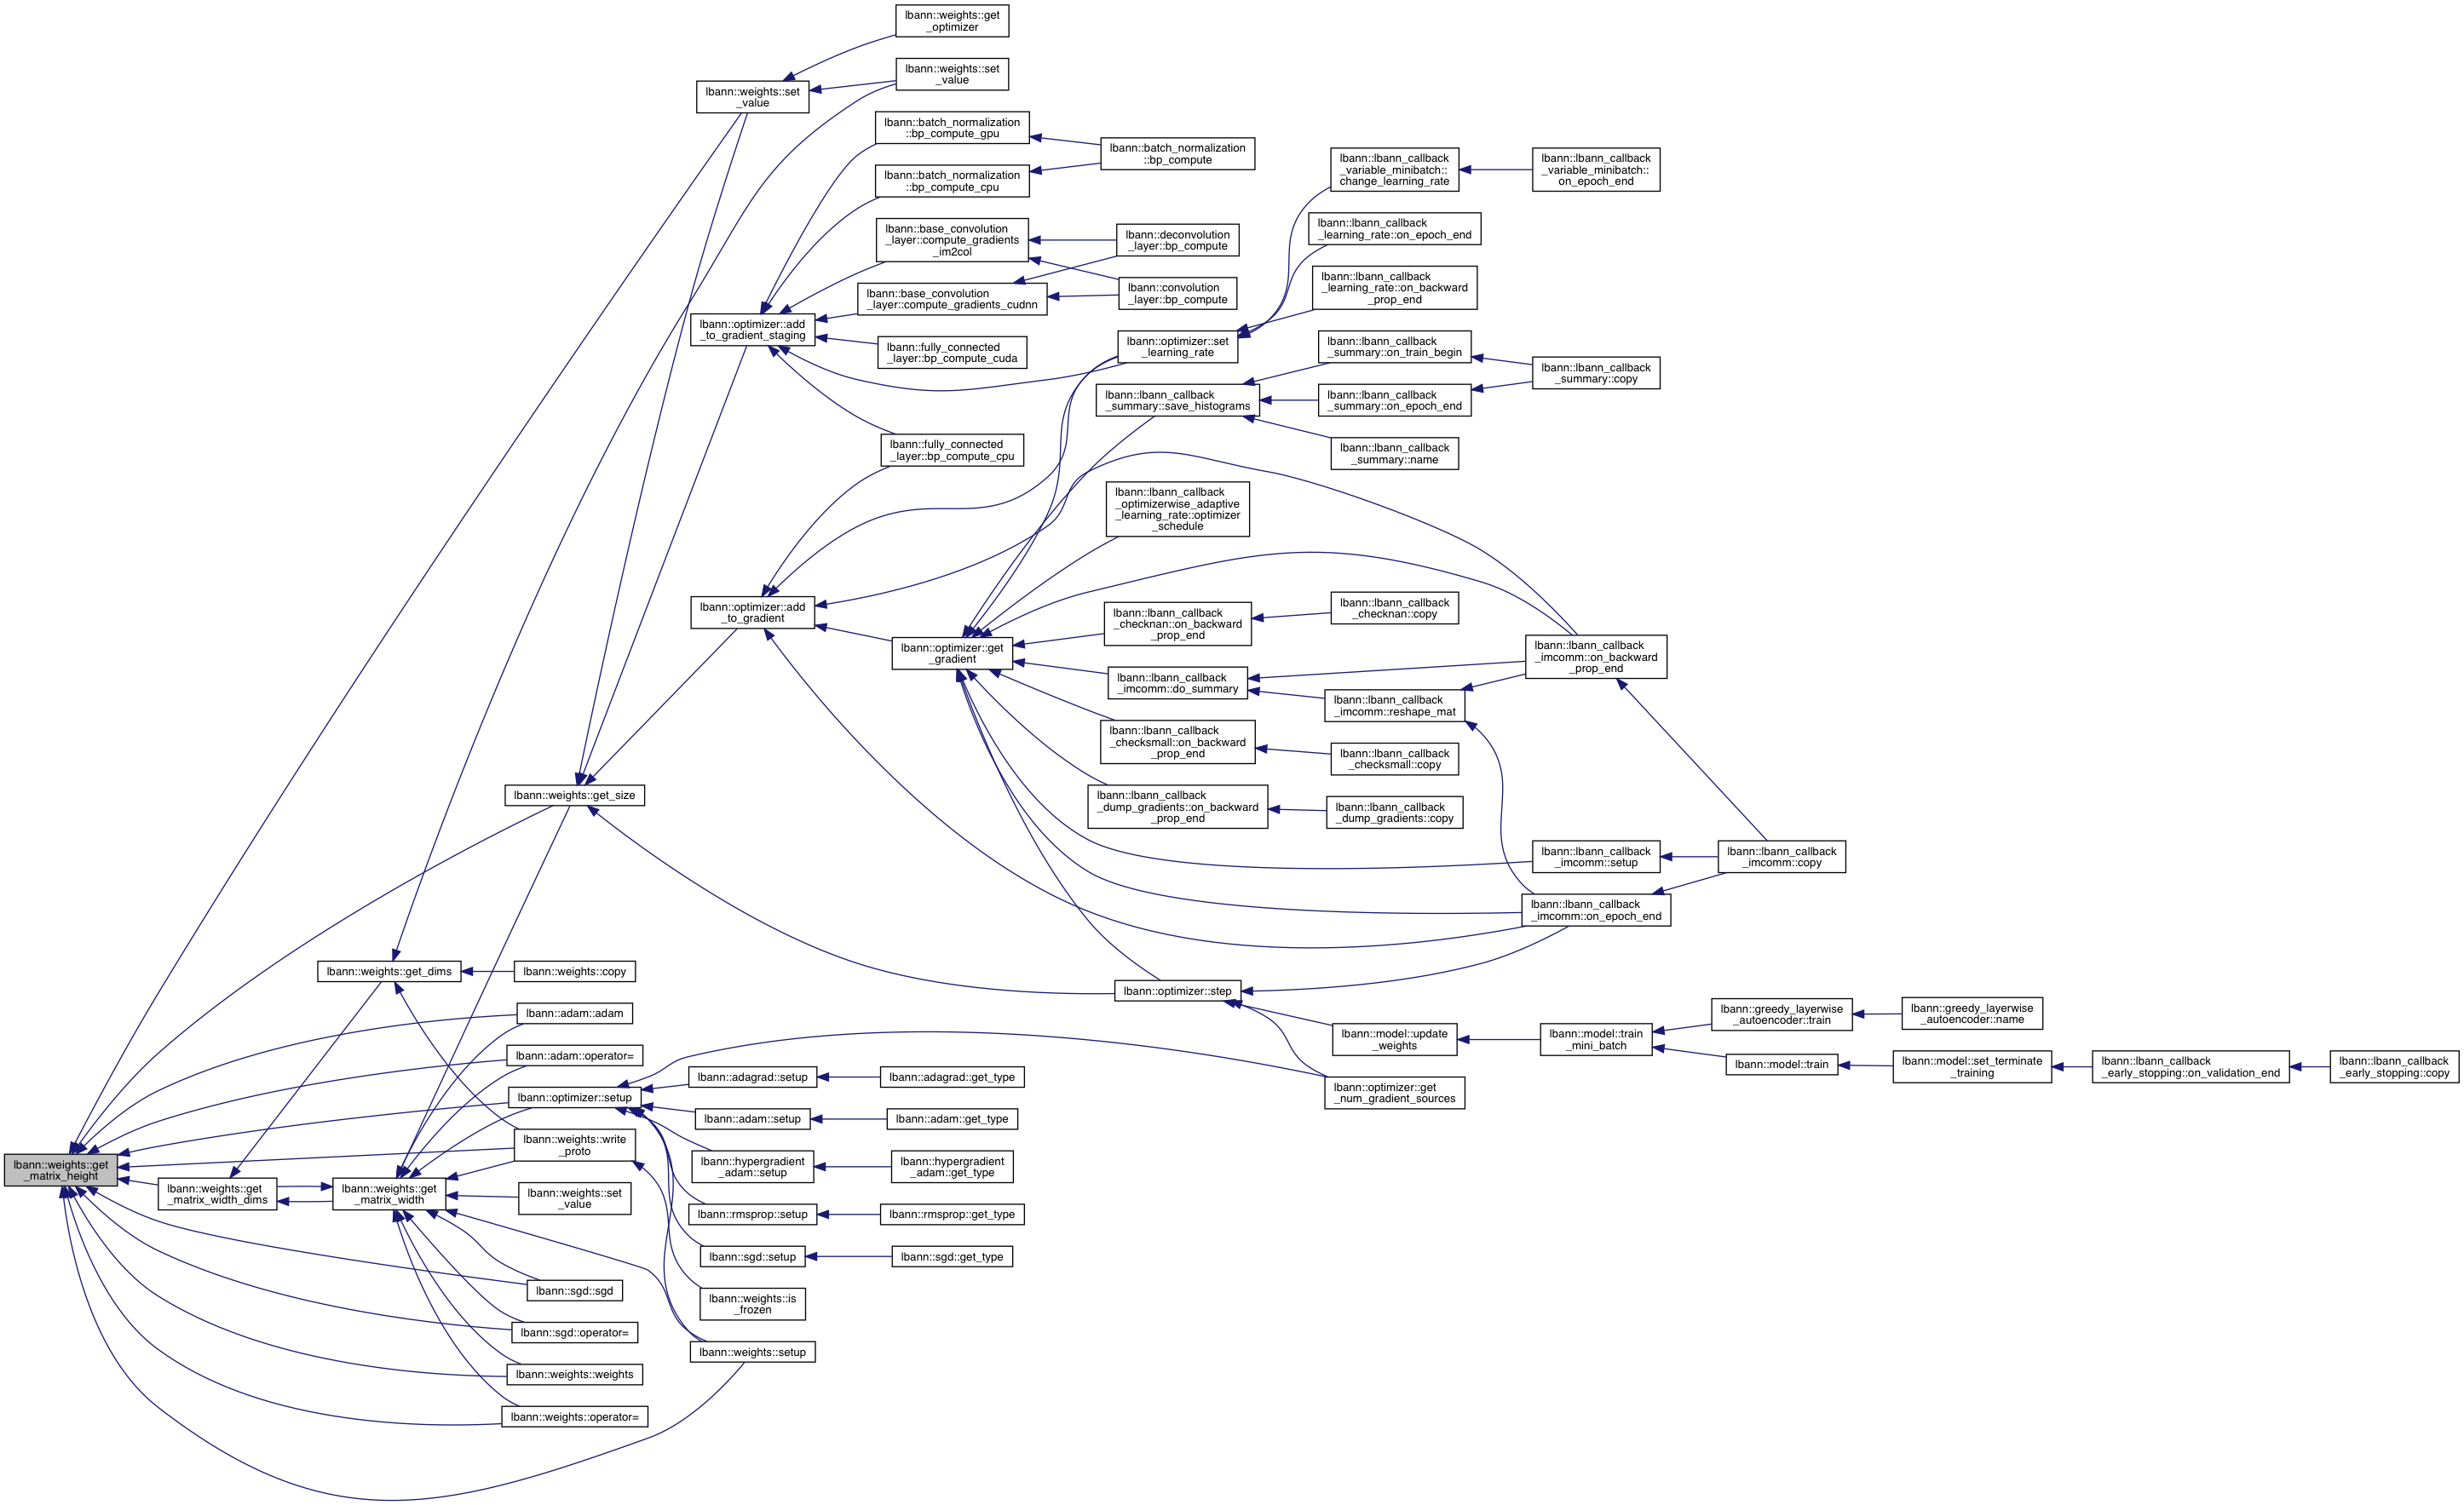 lbann::weights::get
_matrix_height
lbann::weights::get
_matrix_width_dims
lbann::weights::get_dims
lbann::weights::get
_matrix_width
lbann::weights::get_size
lbann::weights::copy
lbann::adam::adam
lbann::adam::operator=
lbann::optimizer::setup
lbann::weights::write
_proto
lbann::weights::set
_value
lbann::sgd::sgd
lbann::sgd::operator=
lbann::weights::weights
lbann::weights::operator=
lbann::weights::set
_value
lbann::optimizer::add
_to_gradient_staging
lbann::optimizer::add
_to_gradient
lbann::adagrad::setup
lbann::adam::setup
lbann::hypergradient
_adam::setup
lbann::rmsprop::setup
lbann::sgd::setup
lbann::weights::is
_frozen
lbann::weights::setup
lbann::weights::get
_optimizer
lbann::weights::set
_value
lbann::batch_normalization
::bp_compute_gpu
lbann::batch_normalization
::bp_compute_cpu
lbann::base_convolution
_layer::compute_gradients
_im2col
lbann::base_convolution
_layer::compute_gradients_cudnn
lbann::fully_connected
_layer::bp_compute_cuda
lbann::fully_connected
_layer::bp_compute_cpu
lbann::optimizer::get
_gradient
lbann::adagrad::get_type
lbann::adam::get_type
lbann::hypergradient
_adam::get_type
lbann::rmsprop::get_type
lbann::sgd::get_type
lbann::batch_normalization
::bp_compute
lbann::deconvolution
_layer::bp_compute
lbann::convolution
_layer::bp_compute
lbann::optimizer::set
_learning_rate
lbann::lbann_callback
_summary::save_histograms
lbann::lbann_callback
_optimizerwise_adaptive
_learning_rate::optimizer
_schedule
lbann::lbann_callback
_checknan::on_backward
_prop_end
lbann::lbann_callback
_imcomm::do_summary
lbann::lbann_callback
_checksmall::on_backward
_prop_end
lbann::lbann_callback
_dump_gradients::on_backward
_prop_end
lbann::optimizer::step
lbann::lbann_callback
_variable_minibatch::
change_learning_rate
lbann::lbann_callback
_learning_rate::on_epoch_end
lbann::lbann_callback
_learning_rate::on_backward
_prop_end
lbann::lbann_callback
_summary::on_train_begin
lbann::lbann_callback
_summary::on_epoch_end
lbann::lbann_callback
_summary::name
lbann::lbann_callback
_checknan::copy
lbann::lbann_callback
_imcomm::reshape_mat
lbann::lbann_callback
_checksmall::copy
lbann::lbann_callback
_dump_gradients::copy
lbann::model::update
_weights
lbann::optimizer::get
_num_gradient_sources
lbann::lbann_callback
_variable_minibatch::
on_epoch_end
lbann::lbann_callback
_summary::copy
lbann::lbann_callback
_imcomm::on_backward
_prop_end
lbann::lbann_callback
_imcomm::setup
lbann::lbann_callback
_imcomm::on_epoch_end
lbann::model::train
_mini_batch
lbann::lbann_callback
_imcomm::copy
lbann::greedy_layerwise
_autoencoder::train
lbann::model::train
lbann::greedy_layerwise
_autoencoder::name
lbann::model::set_terminate
_training
lbann::lbann_callback
_early_stopping::on_validation_end
lbann::lbann_callback
_early_stopping::copy